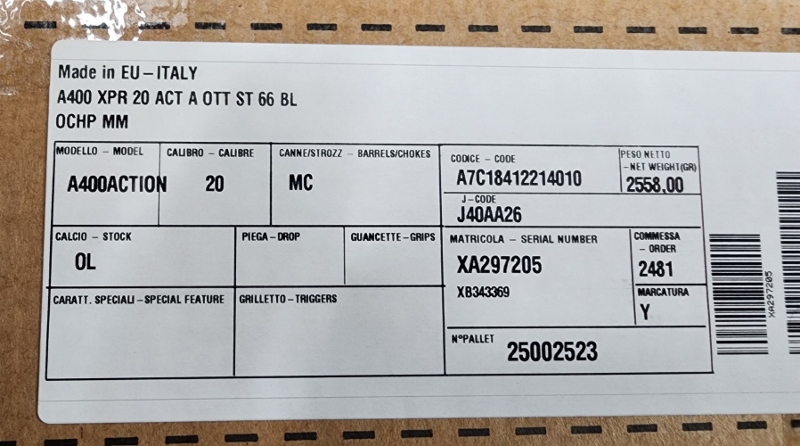 Made in EU – ITALY
A400 XPR 20 ACT A OTT ST 66 BL
OCHP MM
MODELLO – MODEL
A400ACTION
CALIBRO – CALIBRE
20
CANNE/STROZZ – BARRELS/CHOKES
MC
CODICE – CODE
A7C18412214010
PESO NETTO
– NET WEIGHT(GR)
2558,00
J–CODE
J40AA26
CALCIO – STOCK
OL
PIEGA – DROP
GUANCETTE – GRIPS
MATRICOLA – SERIAL NUMBER
XA297205
XB343369
COMMESSA
– ORDER
2481
MARCATURA
Y
CARATT. SPECIALI – SPECIAL FEATURE
GRILLETTO – TRIGGERS
N°PALLET
25002523
XA297205